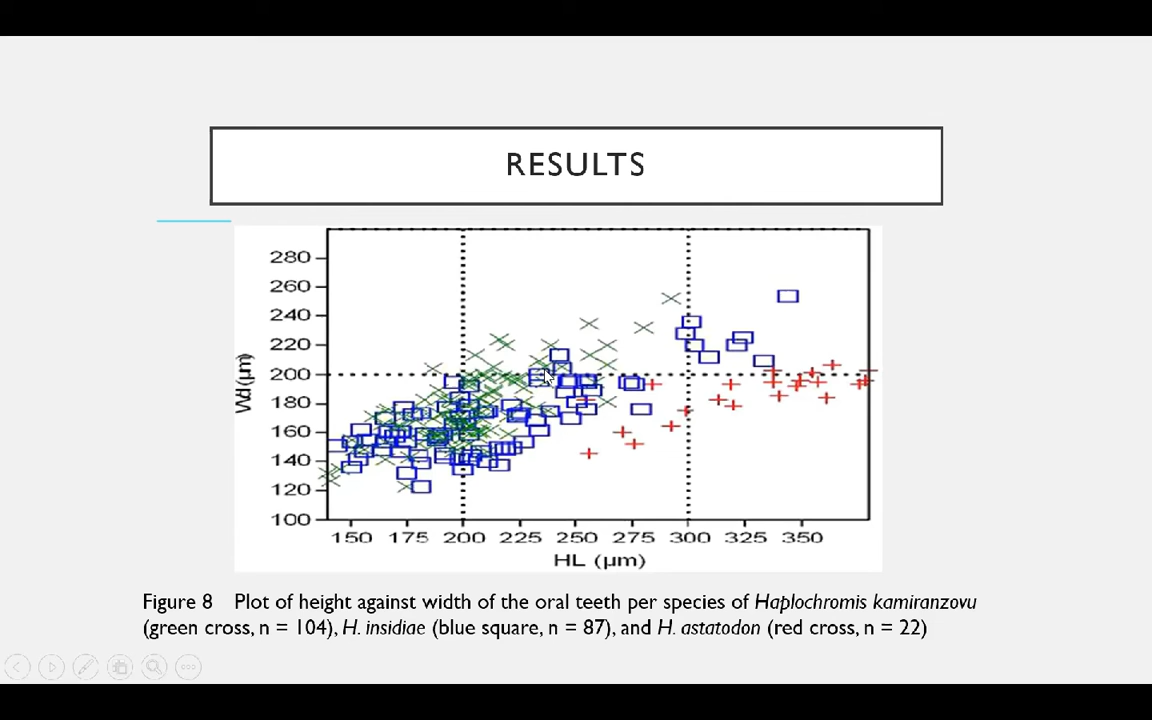 RESULTS
280
260
240
220
200
180
160
140
120
100
Wd (µm)
150 175 200 225 250 275 300 325 350
HL (µm)
Figure 8 Plot of height against width of the oral teeth per species of Haplochromis kamiranzovu
(green cross, n = 104), H. insidiae (blue square, n = 87), and H. astatodon (red cross, n = 22)